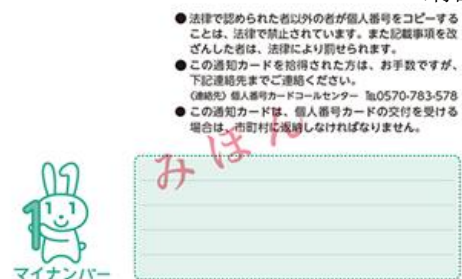 ●法律で認められた者以外の者が個人番号をコピーする
ことは、法律で禁止されています。また記載事項を改
ざんした者は、法律により罰せられます。
●この通知カードを拾得された方は、お手数ですが、
下記連絡先までご連絡ください。
(連絡先) 個人番号カードコールセンター ℡0570-783-578
●この通知カードは、個人番号カードの交付を受ける
場合は、市町村に返納しなければなりません。
みほん
1
マイナンバー